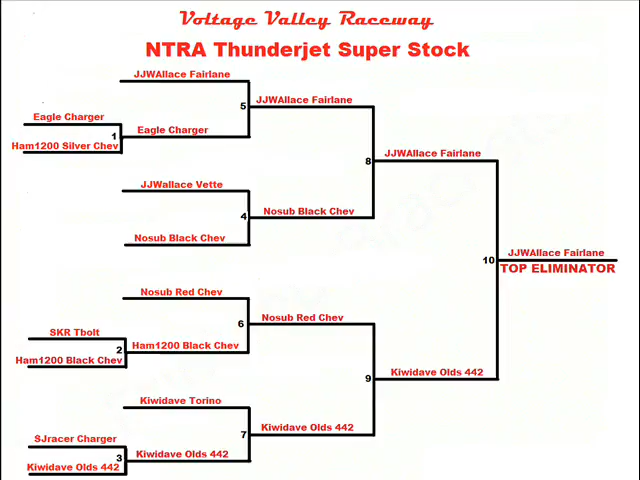 Voltage Valley Raceway
NTRA Thunderjet Super Stock
JJWAllace Fairlane
5
JJWAllace Fairlane
Eagle Charger
1
Eagle Charger
Ham1200 Silver Chev
8
JJWAllace Fairlane
JJWallace Vette
4
Nosub Black Chev
Nosub Black Chev
10
JJWAllace Fairlane
TOP ELIMINATOR
Nosub Red Chev
6
Nosub Red Chev
SKR Tbolt
2
Ham1200 Black Chev
Ham1200 Black Chev
9
Kiwidave Olds 442
Kiwidave Torino
7
Kiwidave Olds 442
SJracer Charger
3
Kiwidave Olds 442
Kiwidave Olds 442